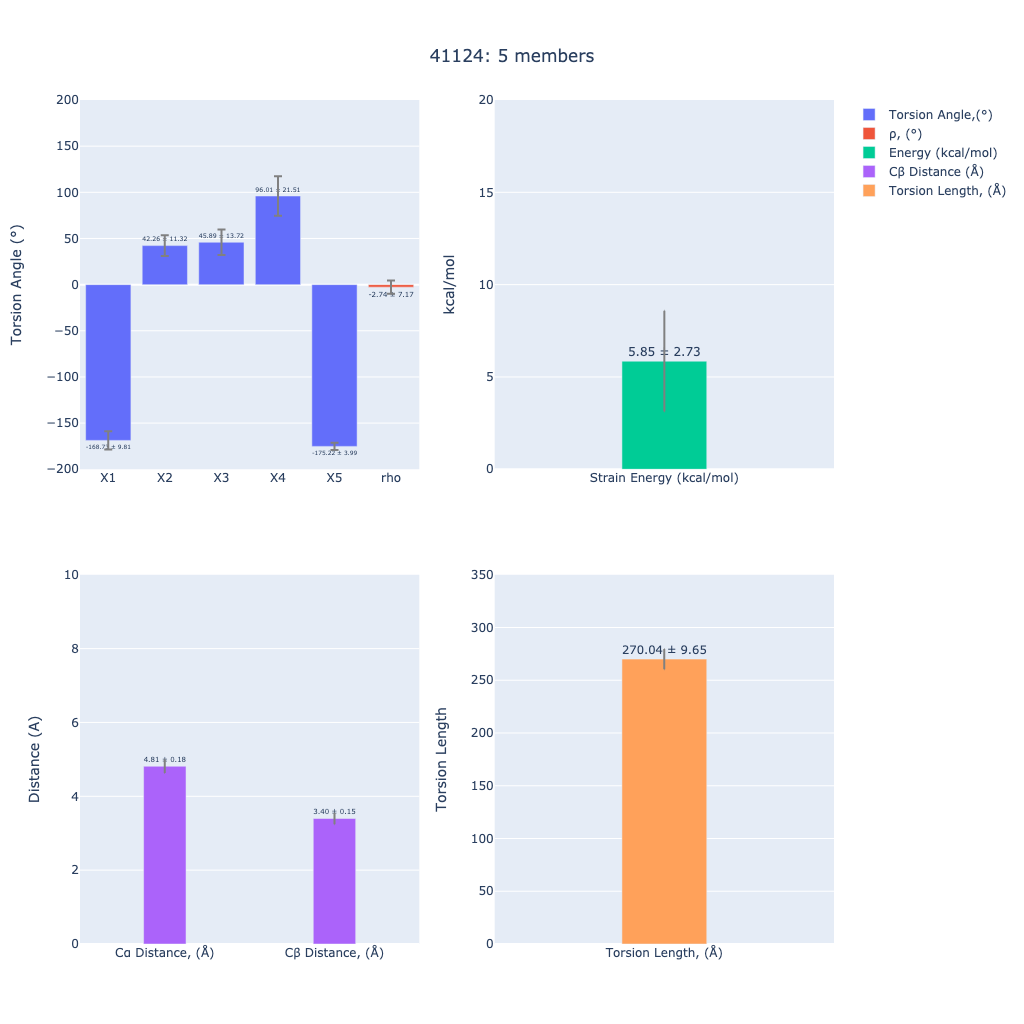 41124: 5 members
200
150
100
50
0
−50
−100
−150
−200
Torsion Angle (°)
96.01 ± 21.51
42.26 ± 11.32
45.89 ± 13.72
-2.74 ± 7.17
± 9.81
-175.22 ± 3.99
X1
X2
X3
X4
X5
rho
20
15
10
5
0
kcal/mol
5.85 ± 2.73
Strain Energy (kcal/mol)
Torsion Angle,(°)
ρ, (°)
Energy (kcal/mol)
Cβ Distance (Å)
Torsion Length, (Å)
10
8
6
4
2
0
Distance (A)
4.81 ± 0.18
3.40 ± 0.15
Cα Distance, (Å)
Cβ Distance, (Å)
350
300
250
200
150
100
50
0
Torsion Length
270.04 ± 9.65
Torsion Length, (Å)